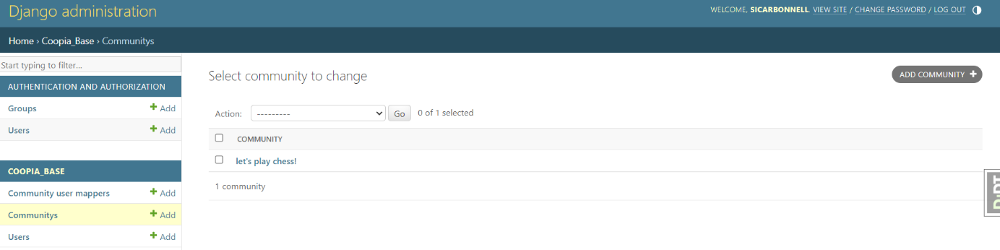 Django administration
WELCOME, SICARBONNELL. VIEW SITE / CHANGE PASSWORD / LOG OUT
Home › Coopia_Base › Communitys
Start typing to filter...
AUTHENTICATION AND AUTHORIZATION
Groups + Add
Users + Add
COOPIA_BASE
Community user mappers + Add
Communitys + Add
Users + Add
Select community to change
ADD COMMUNITY +
Action: --------- Go 0 of 1 selected
COMMUNITY
let's play chess!
1 community
DjDT